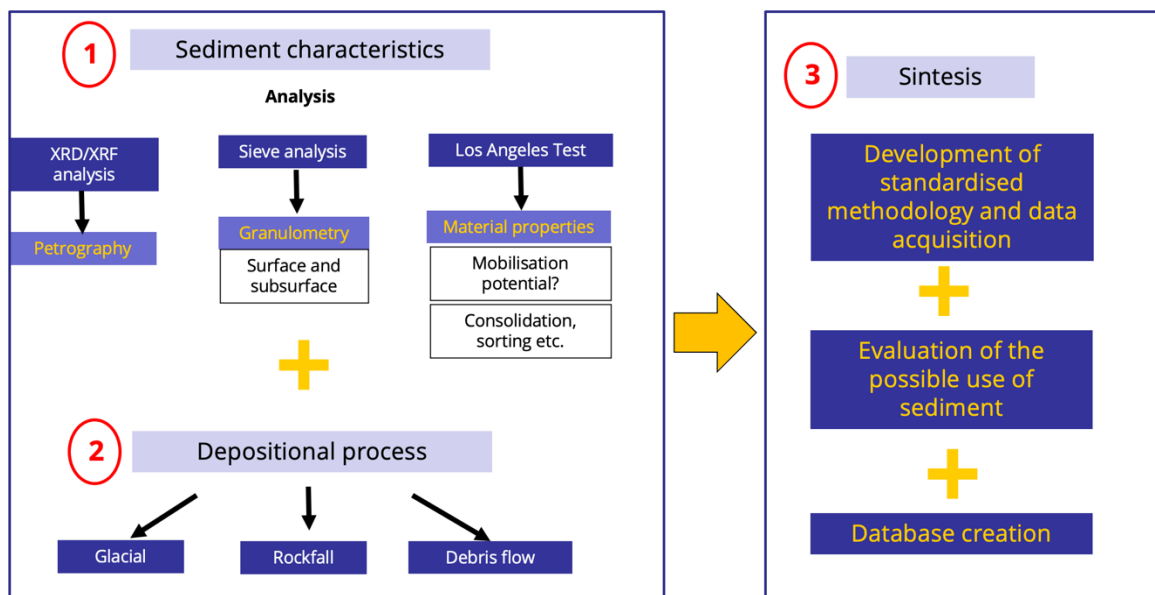 1
Sediment characteristics
Analysis
XRD/XRF
analysis
Petrography
Sieve analysis
Granulometry
Surface and
subsurface
Los Angeles Test
Material properties
Mobilisation
potential?
Consolidation,
sorting etc.
2
Depositional process
Glacial
Rockfall
Debris flow
3
Sintesis
Development of
standardised
methodology and data
acquisition
Evaluation of the
possible use of
sediment
Database creation